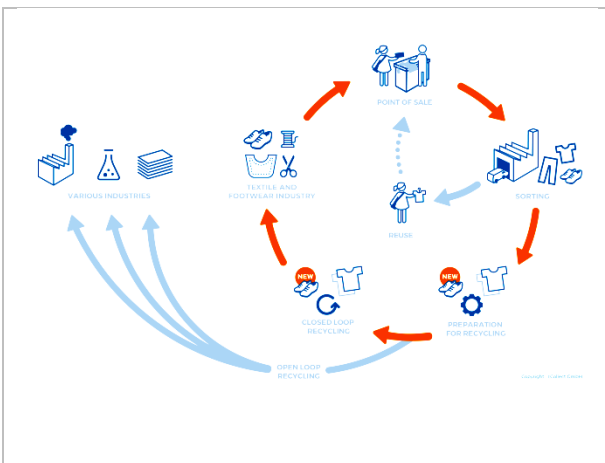 POINT OF SALE
VARIOUS INDUSTRIES
TEXTILE AND
FOOTWEAR INDUSTRY
SORTING
REUSE
NEW
NEW
CLOSED LOOP
RECYCLING
PREPARATION
FOR RECYCLING
OPEN LOOP
RECYCLING